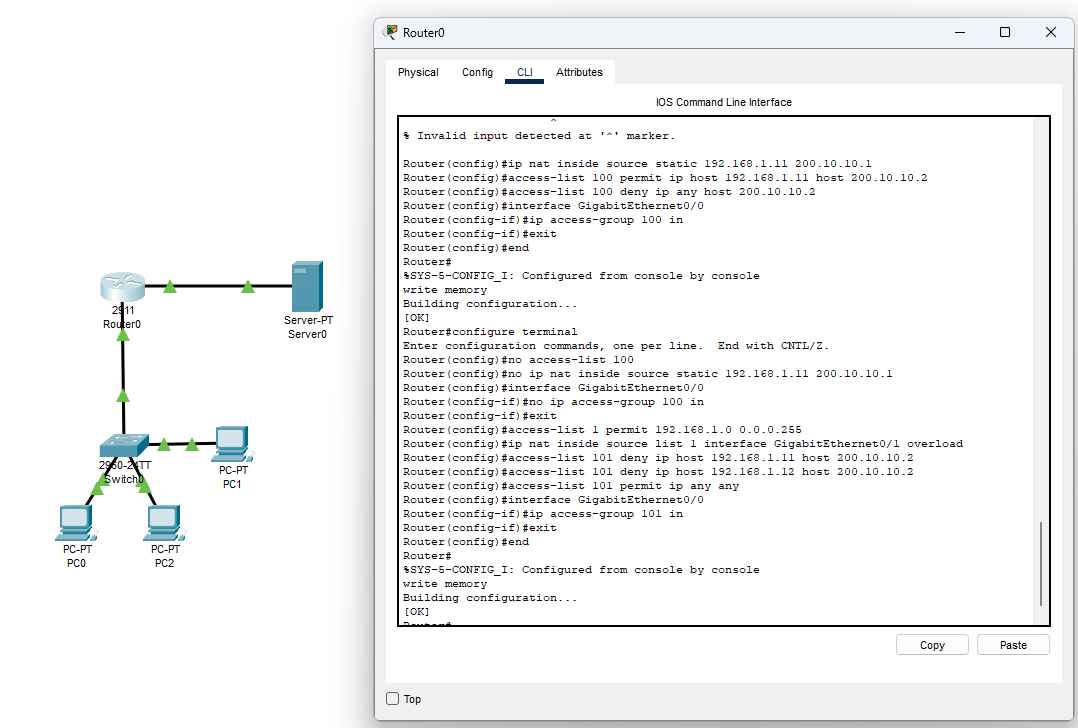 Router0
Physical Config CLI Attributes
IOS Command Line Interface
^
% Invalid input detected at '^' marker.
Router(config)#ip nat inside source static 192.168.1.11 200.10.10.1
Router(config)#access-list 100 permit ip host 192.168.1.11 host 200.10.10.2
Router(config)#access-list 100 deny ip any host 200.10.10.2
Router(config)#interface GigabitEthernet0/0
Router(config-if)#ip access-group 100 in
Router(config-if)#exit
Router(config)#end
Router#
%SYS-5-CONFIG_I: Configured from console by console
write memory
Building configuration...
[OK]
Router#configure terminal
Enter configuration commands, one per line.  End with CNTL/Z.
Router(config)#no access-list 100
Router(config)#no ip nat inside source static 192.168.1.11 200.10.10.1
Router(config)#interface GigabitEthernet0/0
Router(config-if)#no ip access-group 100 in
Router(config-if)#exit
Router(config)#access-list 1 permit 192.168.1.0 0.0.0.255
Router(config)#ip nat inside source list 1 interface GigabitEthernet0/1 overload
Router(config)#access-list 101 deny ip host 192.168.1.11 host 200.10.10.2
Router(config)#access-list 101 deny ip host 192.168.1.12 host 200.10.10.2
Router(config)#access-list 101 permit ip any any
Router(config)#interface GigabitEthernet0/0
Router(config-if)#ip access-group 101 in
Router(config-if)#exit
Router(config)#end
Router#
%SYS-5-CONFIG_I: Configured from console by console
write memory
Building configuration...
[OK]
Router#
Copy Paste
Top
2911
Router0
Server-PT
Server0
2960-24TT
Switch0
PC-PT
PC1
PC-PT
PC0
PC-PT
PC2